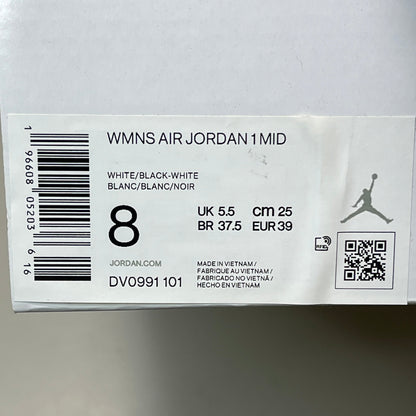 WMNS AIR JORDAN 1 MID
WHITE/BLACK-WHITE
BLANC/BLANC/NOIR
8
UK 5.5 cm 25
BR 37.5 EUR 39
JORDAN.COM
DV0991 101
MADE IN VIETNAM /
FABRIQUE AU VIETNAM /
FABRICADO NO VIETNÃ /
HECHO EN VIETNAM
1 96608 05203 6 16